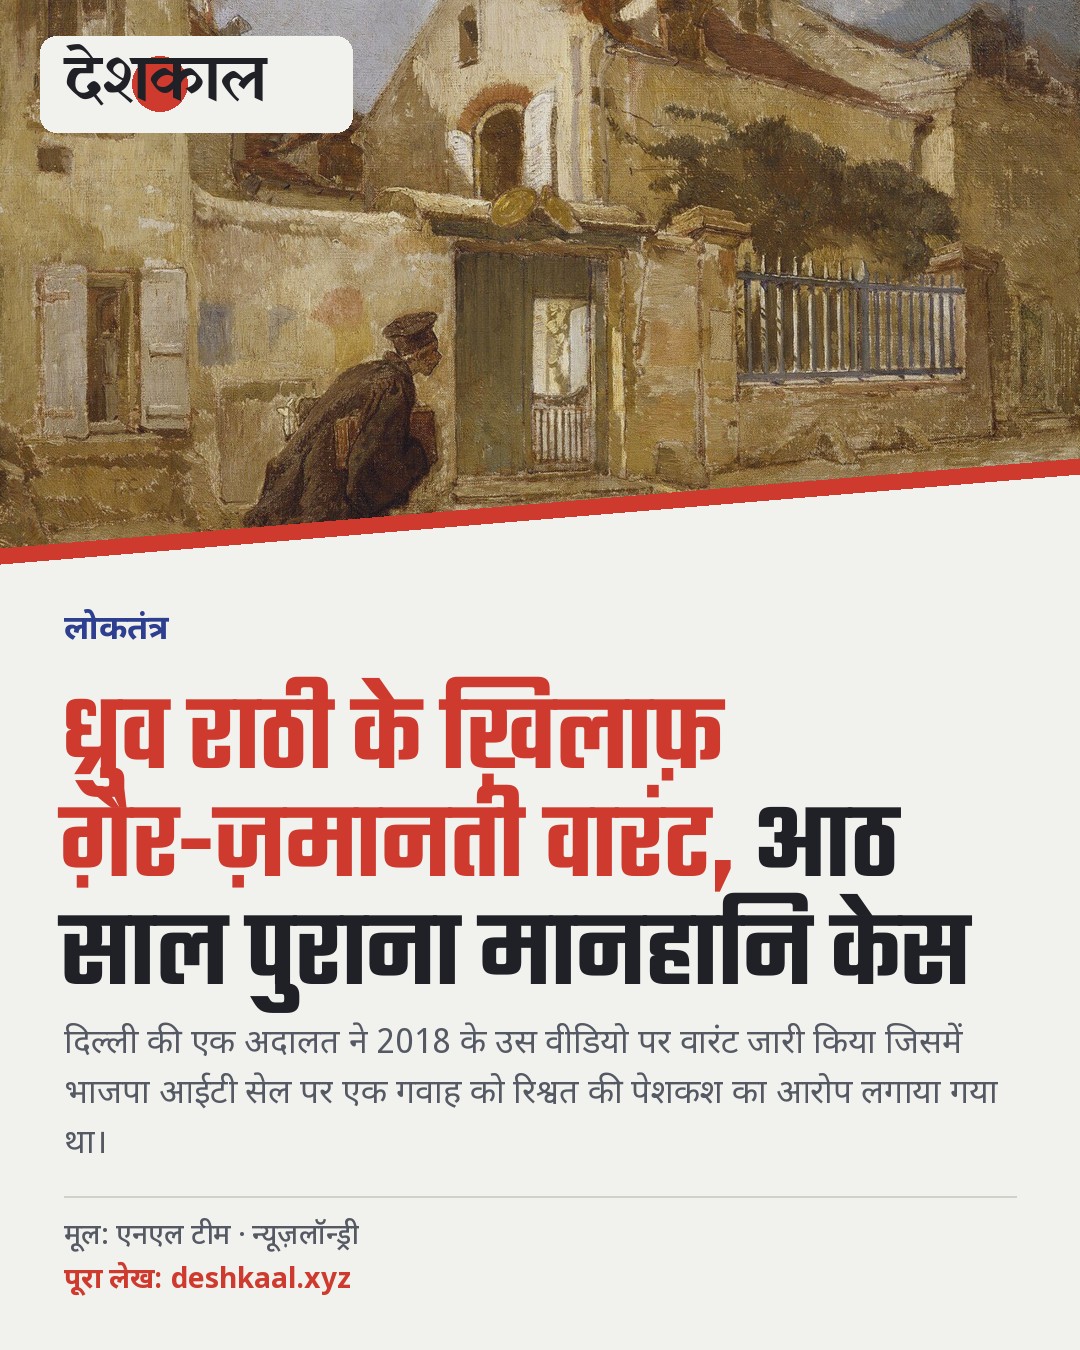 देशकाल
लोकतंत्र
ध्रुव राठी के ख़िलाफ़
ग़ैर-ज़मानती वारंट, आठ
साल पुराना मानहानि केस
दिल्ली की एक अदालत ने 2018 के उस वीडियो पर वारंट जारी किया जिसमें
भाजपा आईटी सेल पर एक गवाह को रिश्वत की पेशकश का आरोप लगाया गया
था।
मूल: एनएल टीम · न्यूज़लॉन्ड्री
पूरा लेख: deshkaal.xyz